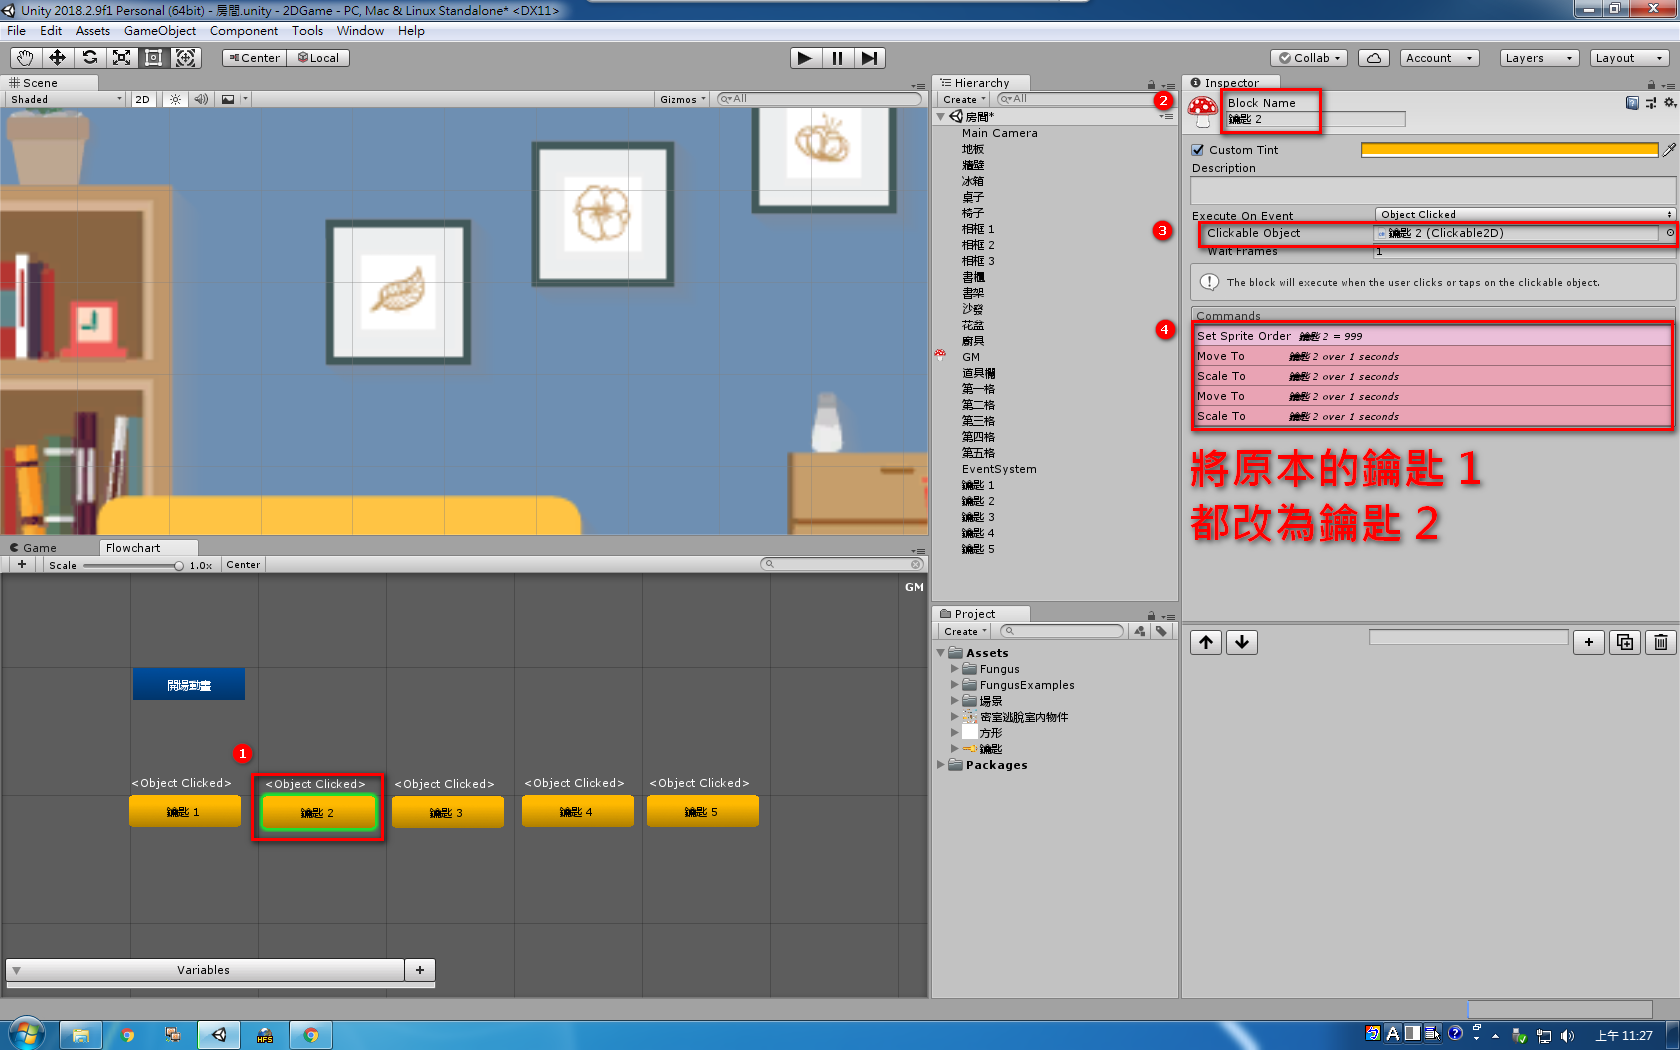 Unity 2018.2.9f1 Personal (64bit) - 房間.unity - 2DGame - PC, Mac & Linux Standalone* <DX11>
File Edit Assets GameObject Component Tools Window Help
Center Local
Collab Account Layers Layout
Scene
Shaded 2D Gizmos All
Hierarchy
Create All
房間*
Main Camera
地板
牆壁
冰箱
桌子
椅子
相框 1
相框 2
相框 3
書櫃
書架
沙發
花盆
廚具
GM
道具欄
第一格
第二格
第三格
第四格
第五格
EventSystem
鑰匙 1
鑰匙 2
鑰匙 3
鑰匙 4
鑰匙 5
Inspector
2
Block Name
鑰匙 2
Custom Tint
Description
Execute On Event Object Clicked
3
Clickable Object 鑰匙 2 (Clickable2D)
Wait Frames 1
The block will execute when the user clicks or taps on the clickable object.
Commands
4
Set Sprite Order 鑰匙 2 = 999
Move To 鑰匙 2 over 1 seconds
Scale To 鑰匙 2 over 1 seconds
Move To 鑰匙 2 over 1 seconds
Scale To 鑰匙 2 over 1 seconds
將原本的鑰匙 1
都改為鑰匙 2
Game Flowchart
+ Scale 1.0x Center
GM
開場動畫
1
<Object Clicked> <Object Clicked> <Object Clicked> <Object Clicked> <Object Clicked>
鑰匙 1 鑰匙 2 鑰匙 3 鑰匙 4 鑰匙 5
Variables +
Project
Create
Assets
Fungus
FungusExamples
場景
密室逃脫室內物件
方形
鑰匙
Packages
HFS
A
上午 11:27